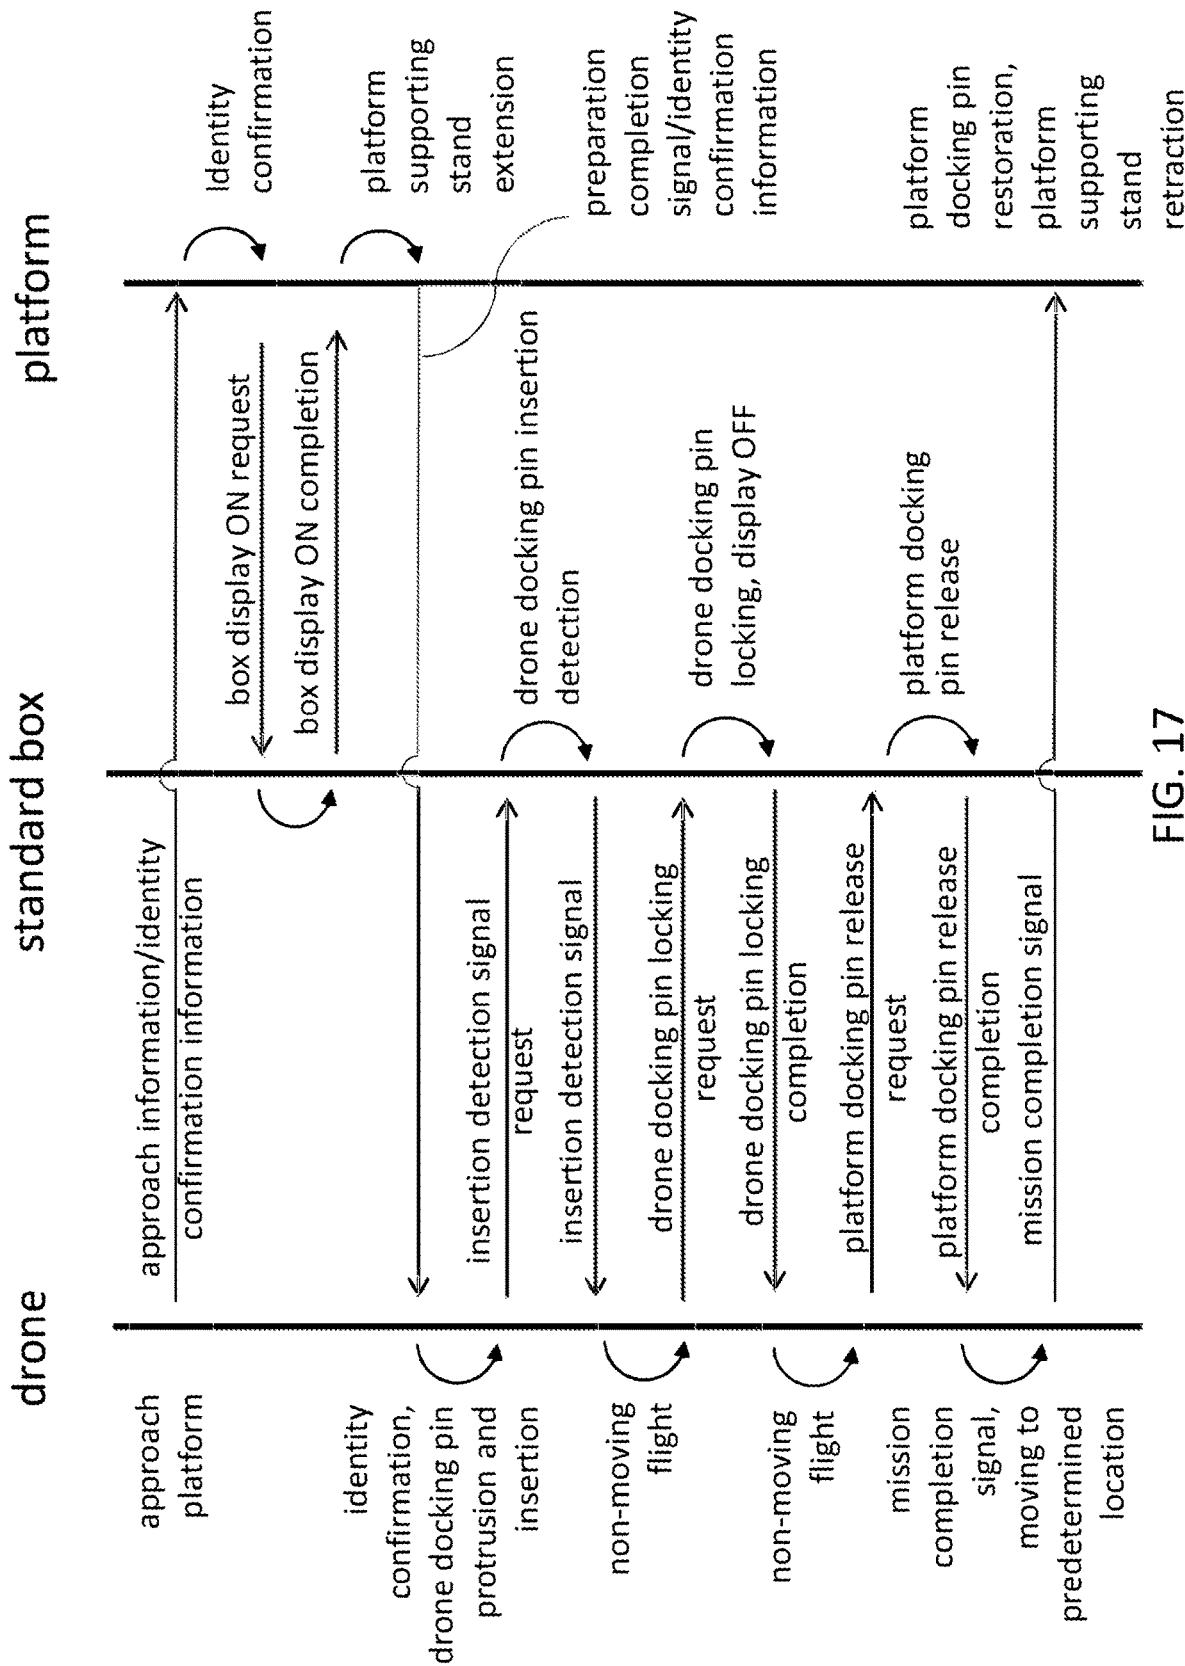 drone
standard box
platform
approach
platform
approach information/identity
confirmation information
Identity
confirmation
box display ON request
box display ON completion
platform
supporting
stand
extension
preparation
completion
signal/identity
confirmation
information
identity
confirmation,
drone docking pin
protrusion and
insertion
insertion detection signal
request
drone docking pin insertion
detection
insertion detection signal
non-moving
flight
drone docking pin locking
request
drone docking pin
locking, display OFF
drone docking pin locking
completion
non-moving
flight
platform docking pin release
request
platform docking
pin release
platform docking pin release
completion
mission
completion
signal,
moving to
predetermined
location
mission completion signal
platform
docking pin
restoration,
platform
supporting
stand
retraction
FIG. 17